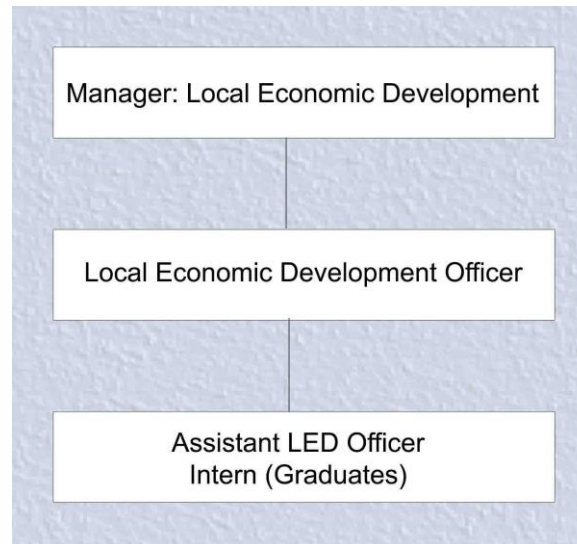 Manager: Local Economic Development
Local Economic Development Officer
Assistant LED Officer
Intern (Graduates)